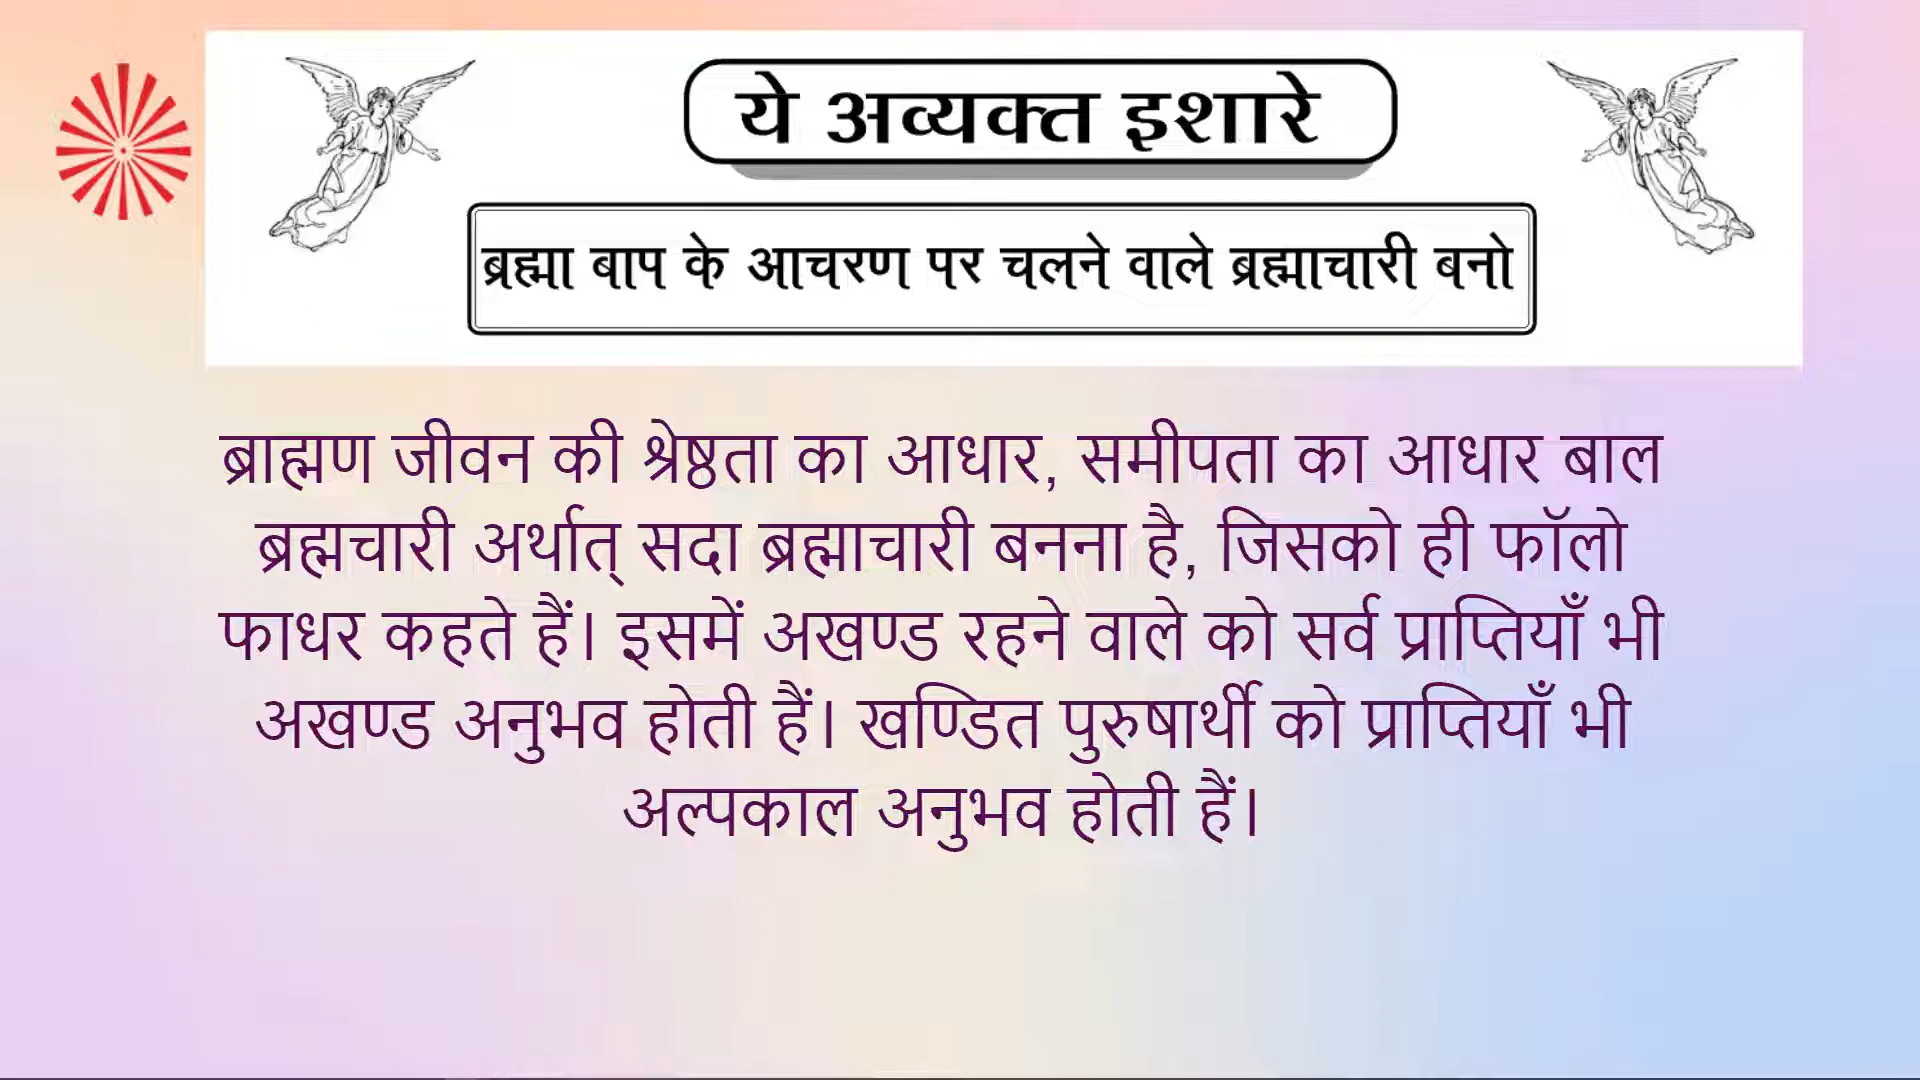 ये अव्यक्त इशारे
ब्रह्मा बाप के आचरण पर चलने वाले ब्रह्माचारी बनो
ब्राह्मण जीवन की श्रेष्ठता का आधार, समीपता का आधार बाल
ब्रह्मचारी अर्थात् सदा ब्रह्माचारी बनना है, जिसको ही फॉलो
फाधर कहते हैं। इसमें अखण्ड रहने वाले को सर्व प्राप्तियाँ भी
अखण्ड अनुभव होती हैं। खण्डित पुरुषार्थी को प्राप्तियाँ भी
अल्पकाल अनुभव होती हैं।